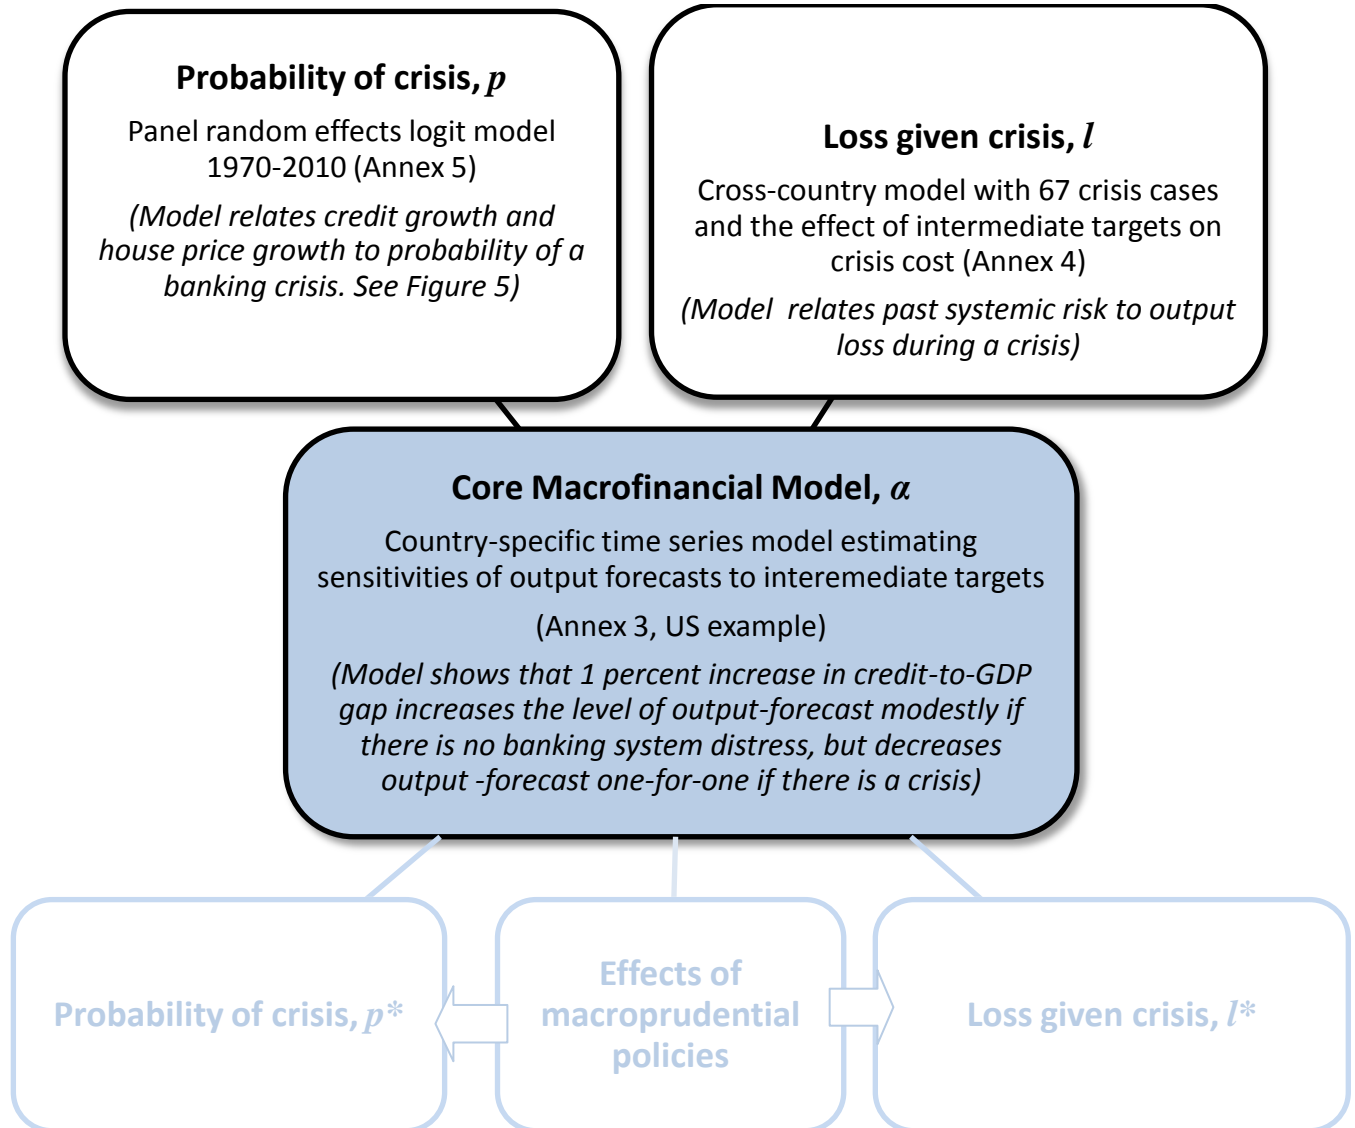 Probability of crisis, p
Panel random effects logit model
1970-2010 (Annex 5)
(Model relates credit growth and
house price growth to probability of a
banking crisis. See Figure 5)
Loss given crisis, l
Cross-country model with 67 crisis cases
and the effect of intermediate targets on
crisis cost (Annex 4)
(Model relates past systemic risk to output
loss during a crisis)
Core Macrofinancial Model, α
Country-specific time series model estimating
sensitivities of output forecasts to interemediate targets
(Annex 3, US example)
(Model shows that 1 percent increase in credit-to-GDP
gap increases the level of output-forecast modestly if
there is no banking system distress, but decreases
output -forecast one-for-one if there is a crisis)
Probability of crisis, p*
Effects of
macroprudential
policies
Loss given crisis, l*